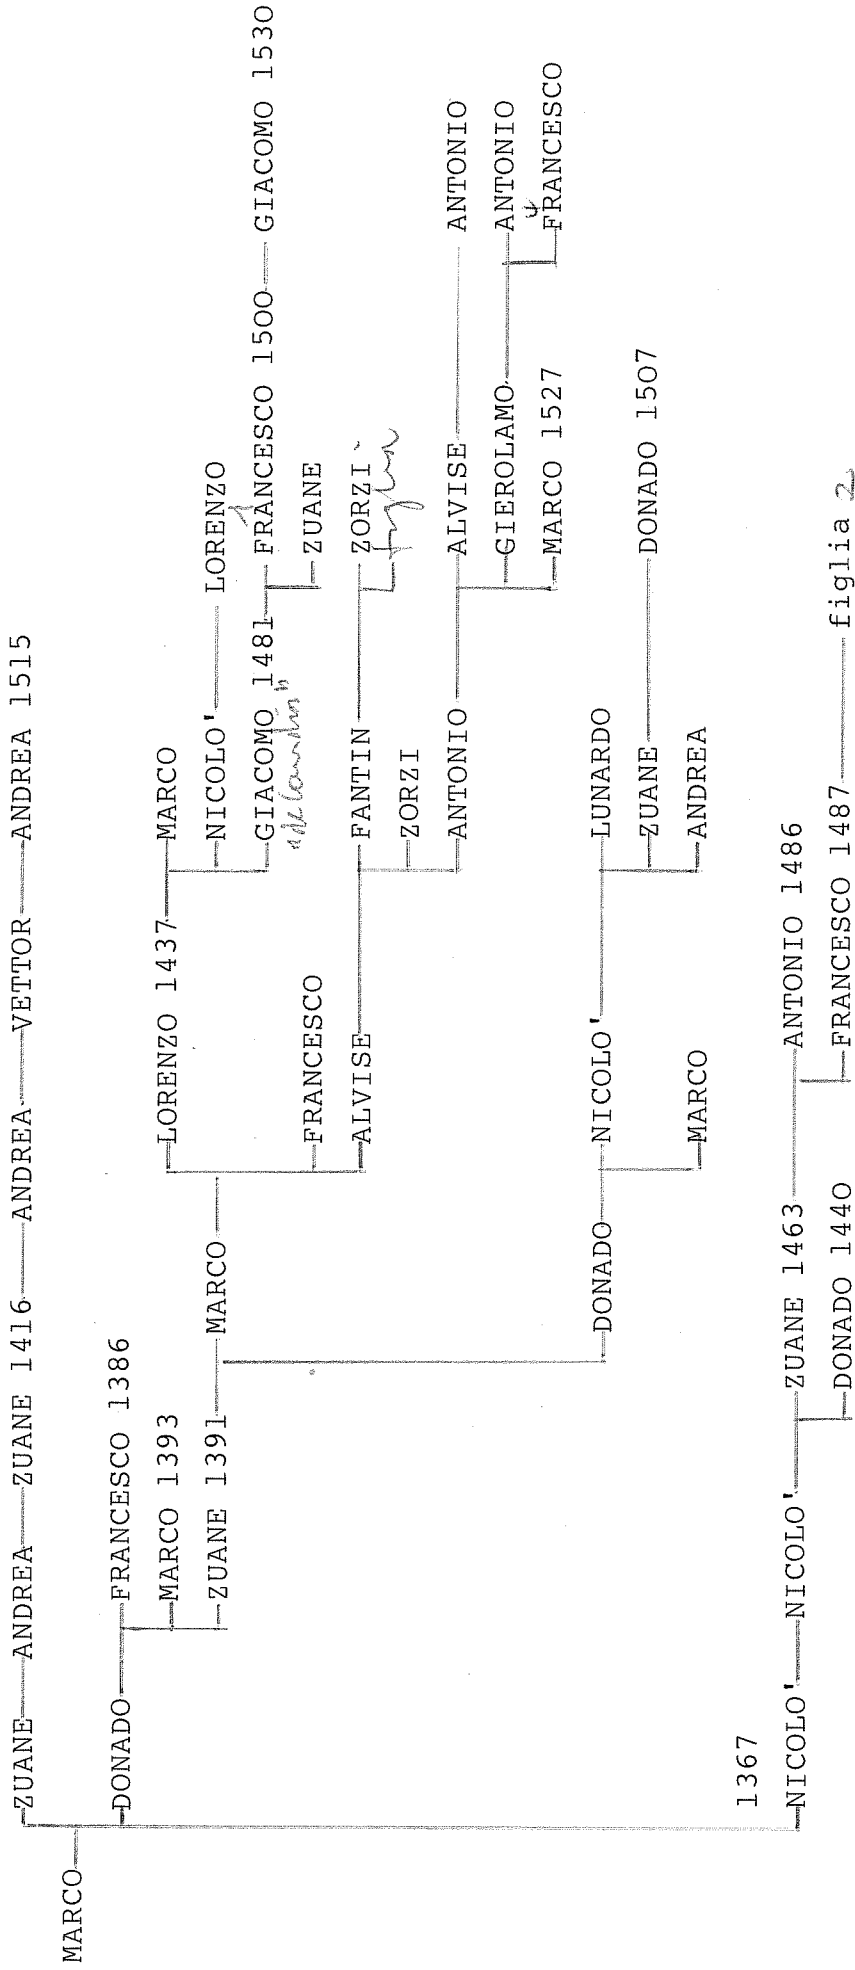 ZUANE ANDREA ZUANE 1416 ANDREA VETTOR ANDREA 1515
MARCO
DONADO FRANCESCO 1386
MARCO 1393 LORENZO 1437 MARCO
ZUANE 1391 MARCO NICOLO' LORENZO
GIACOMO 1481 FRANCESCO 1500 GIACOMO 1530
FRANCESCO ZUANE
ALVISE FANTIN ZORZI
figlia
ZORZI
ANTONIO ALVISE ANTONIO
GIEROLAMO ANTONIO
MARCO 1527 FRANCESCO
DONADO NICOLO' LUNARDO
ZUANE DONADO 1507
MARCO ANDREA
1367
NICOLO' NICOLO' ZUANE 1463 ANTONIO 1486
DONADO 1440 FRANCESCO 1487 figlia 2